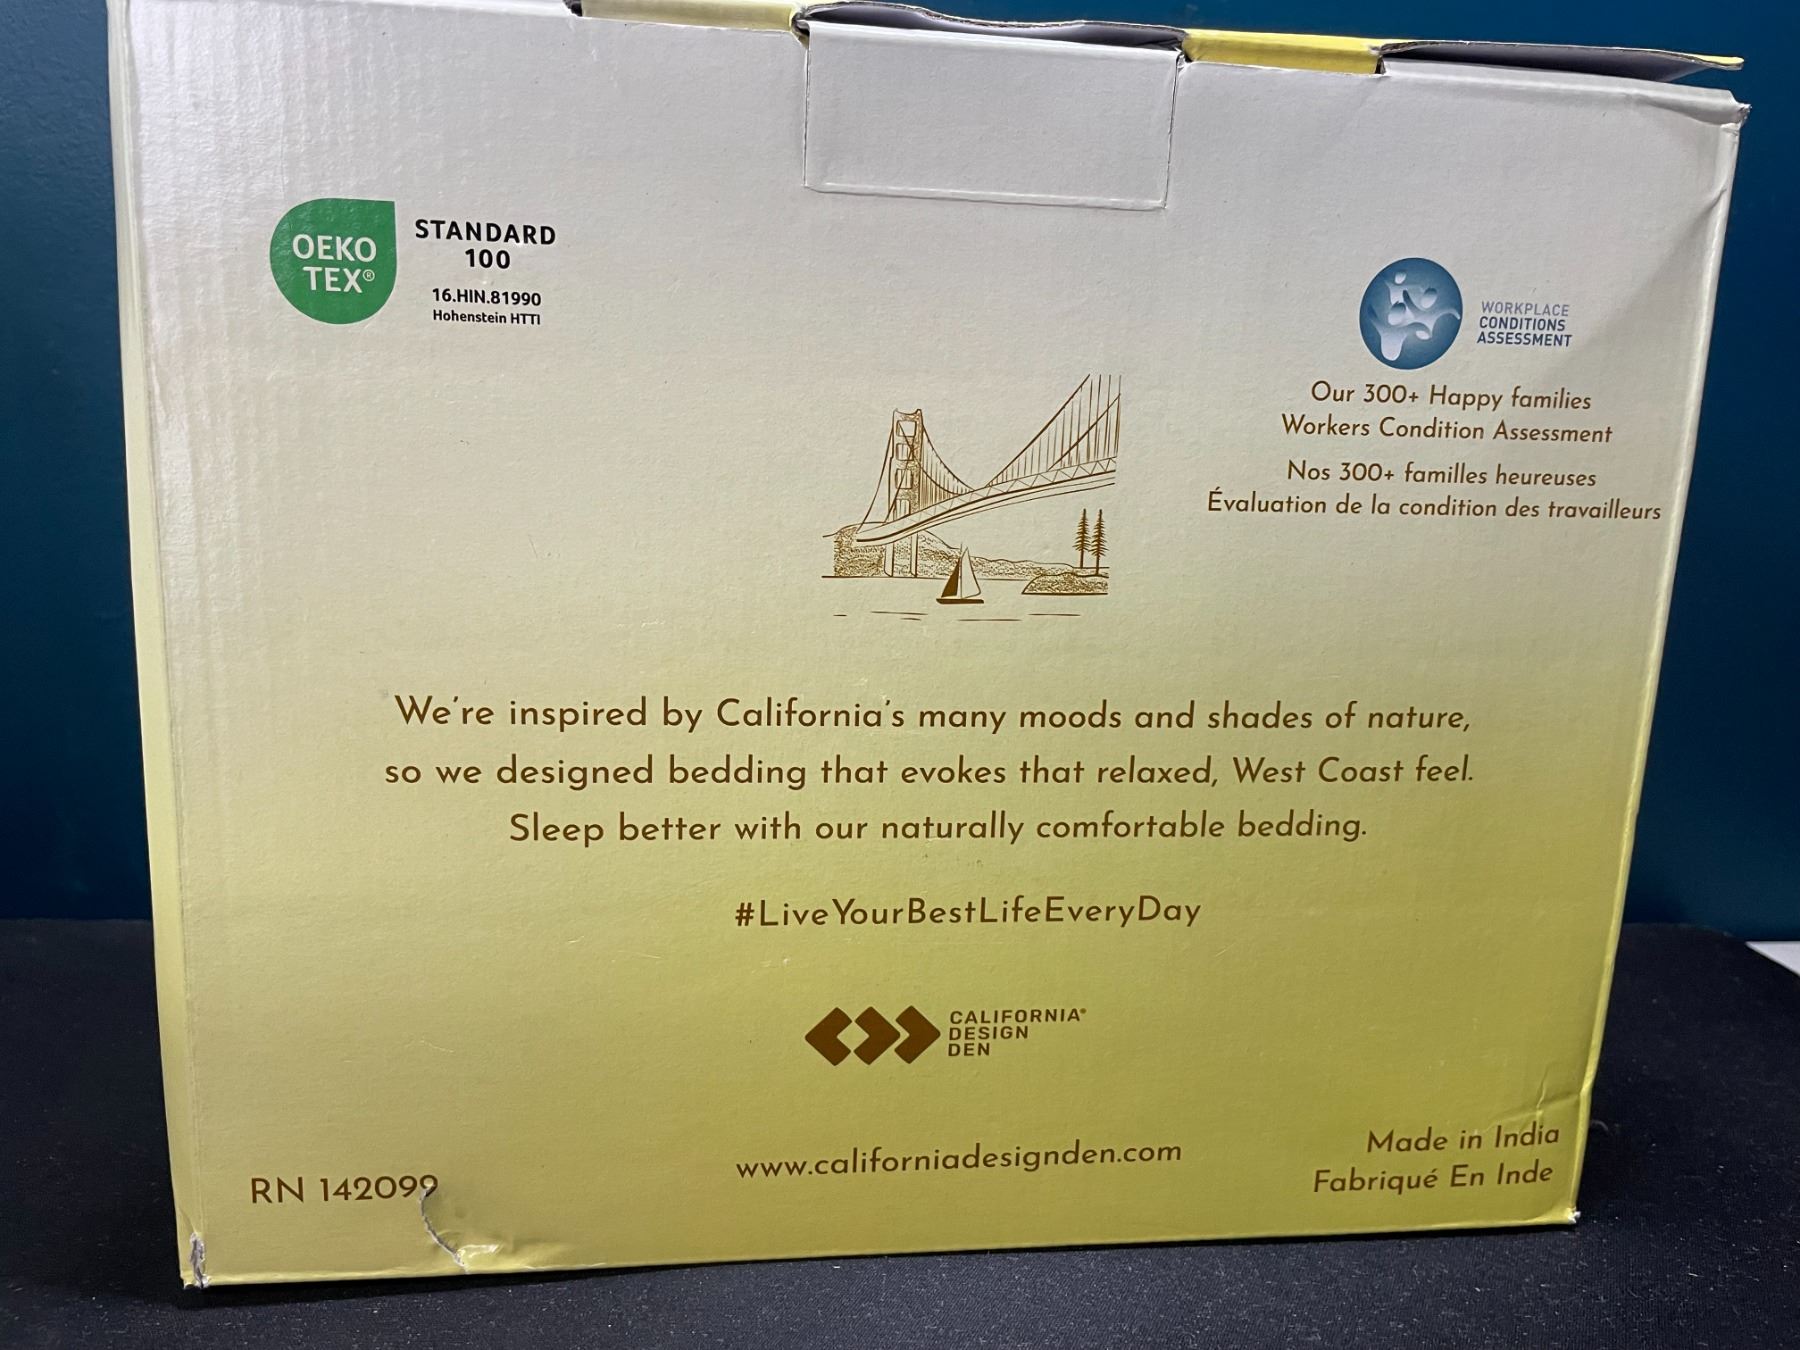 OEKO
TEX®
STANDARD
100
16.HIN.81990
Hohenstein HTTI
WORKPLACE
CONDITIONS
ASSESSMENT
Our 300+ Happy families
Workers Condition Assessment
Nos 300+ familles heureuses
Évaluation de la condition des travailleurs
We're inspired by California's many moods and shades of nature,
so we designed bedding that evokes that relaxed, West Coast feel.
Sleep better with our naturally comfortable bedding.
#LiveYourBestLifeEveryDay
CALIFORNIA®
DESIGN
DEN
www.californiadesignden.com
RN 142099
Made in India
Fabriqué En Inde